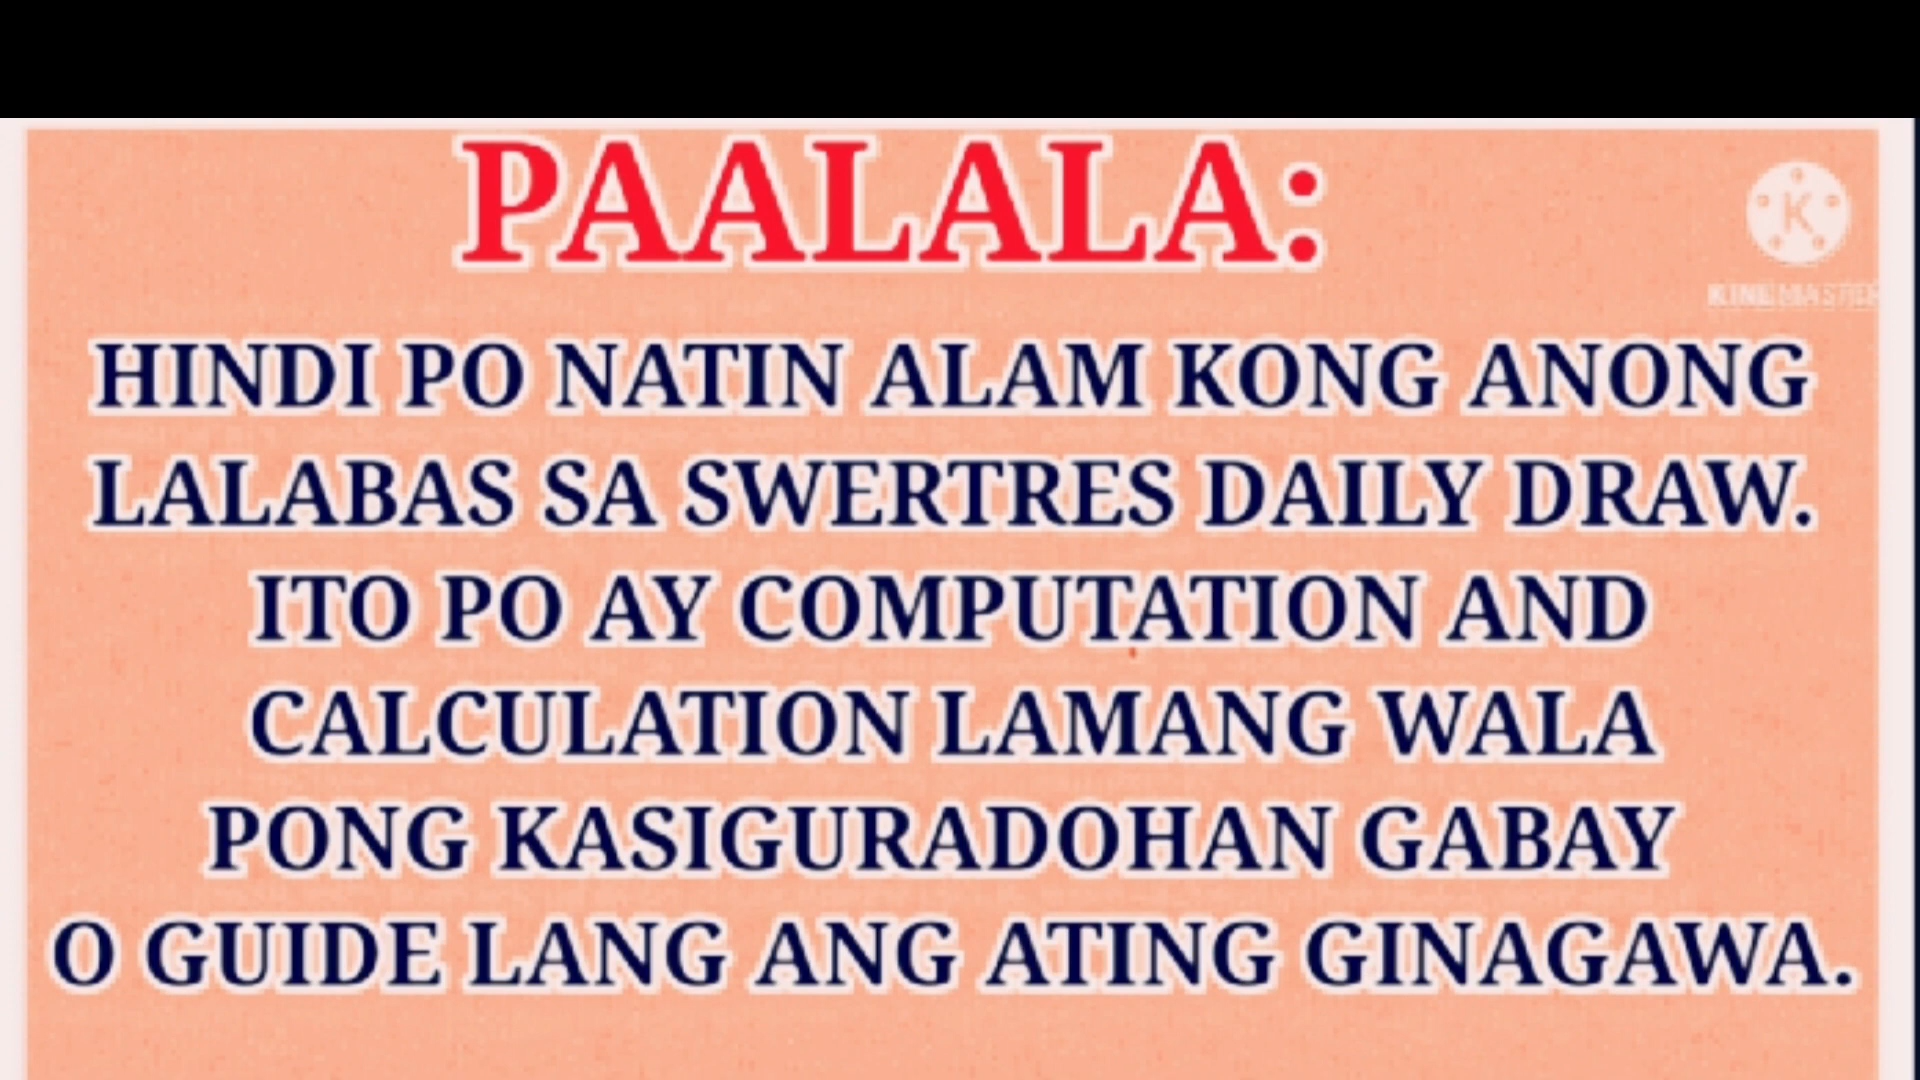 PAALALA:
KINEMASTER
HINDI PO NATIN ALAM KONG ANONG
LALABAS SA SWERTRES DAILY DRAW.
ITO PO AY COMPUTATION AND
CALCULATION LAMANG WALA
PONG KASIGURADOHAN GABAY
O GUIDE LANG ANG ATING GINAGAWA.